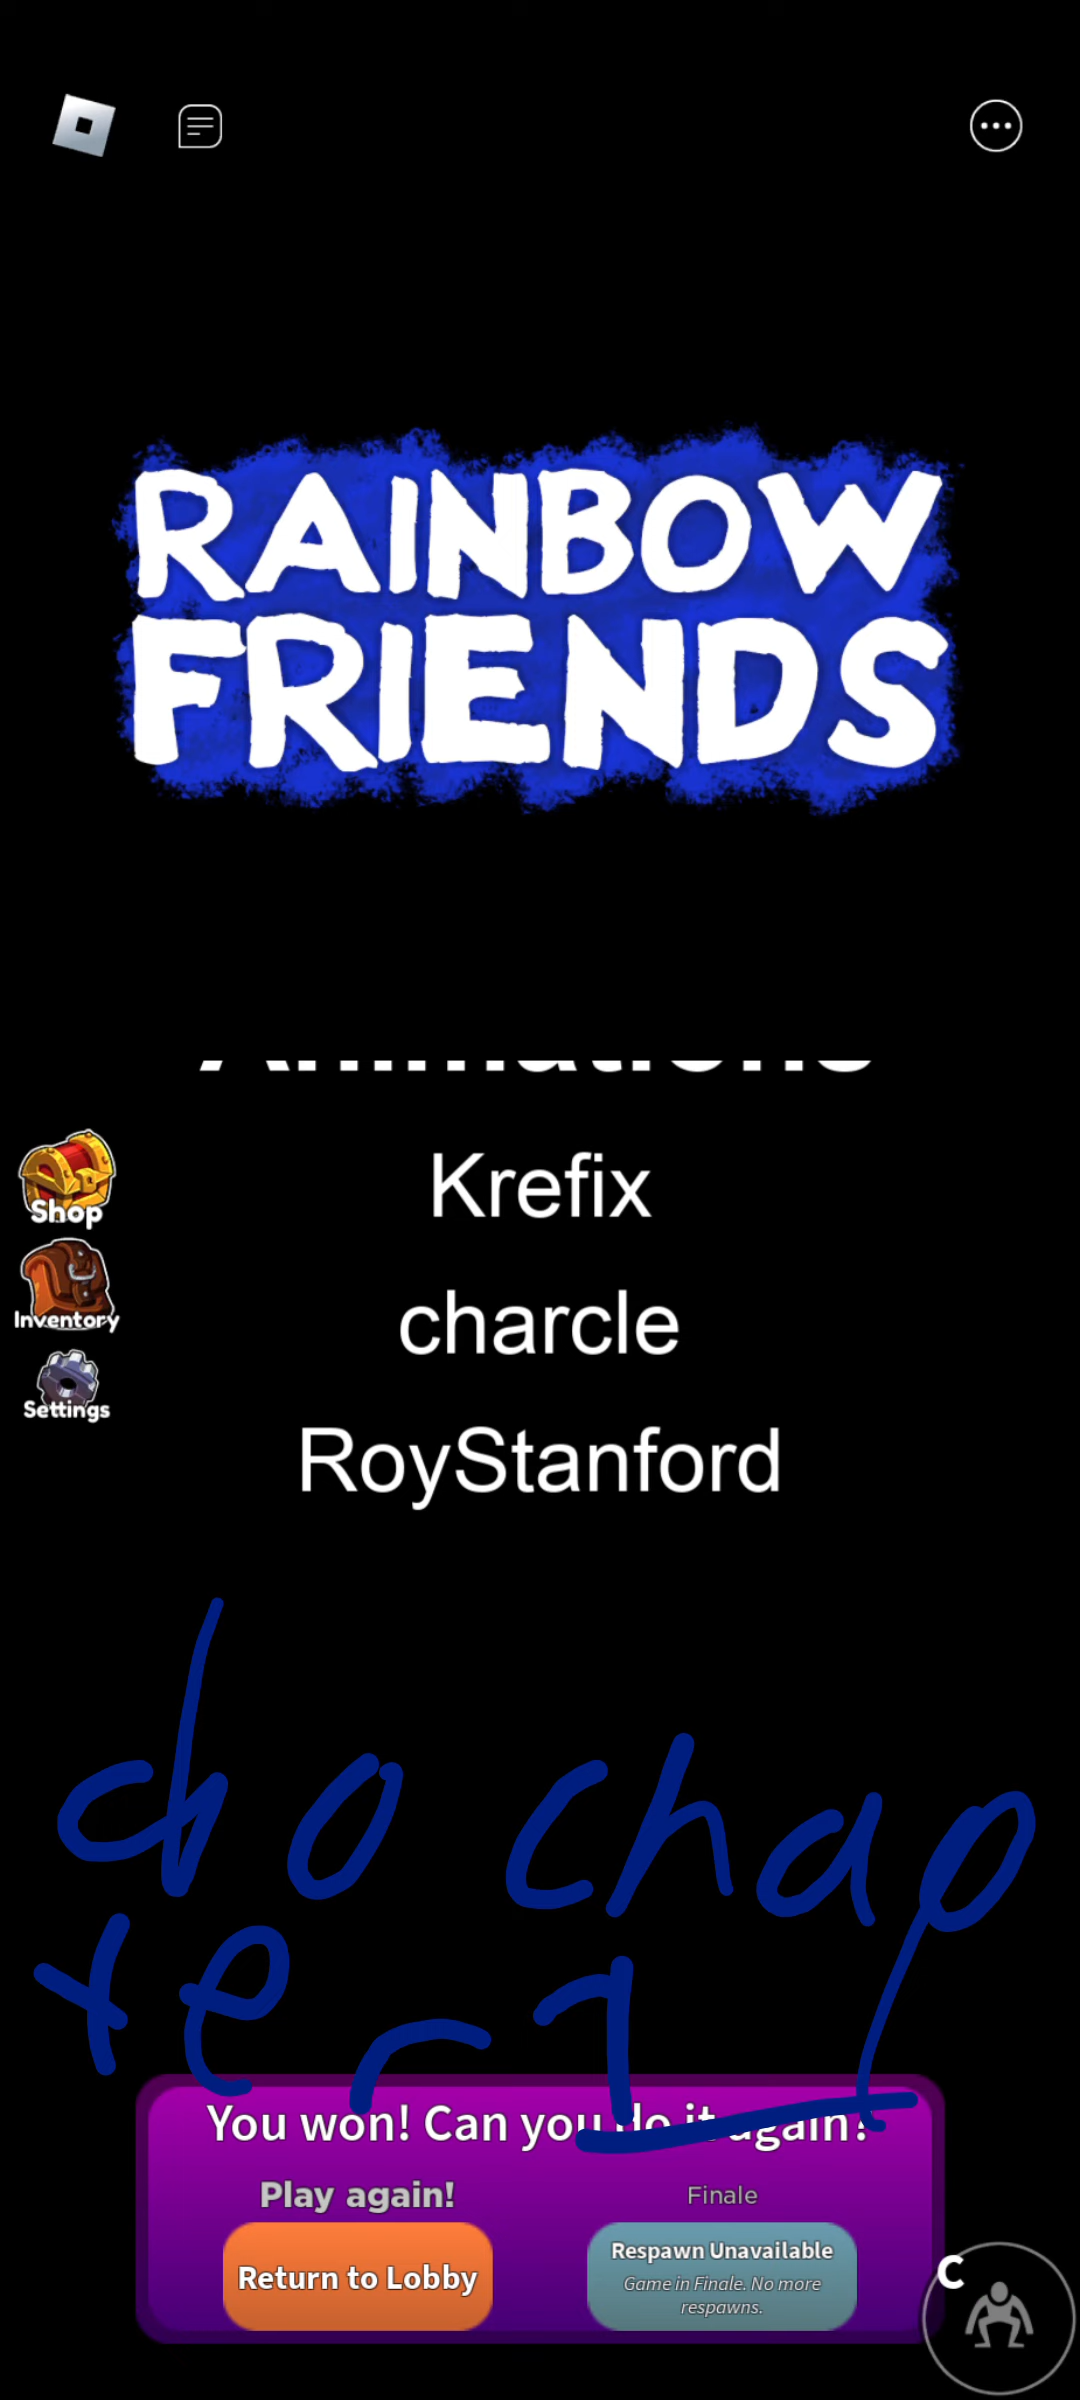 RAINBOW
FRIENDS
Krefix
Shop
charcle
Inventory
Settings
RoyStanford
do chap
ter 1
You won! Can you do it again?
Play again!
Finale
Return to Lobby
Respawn Unavailable
Game in Finale. No more
respawns.
C